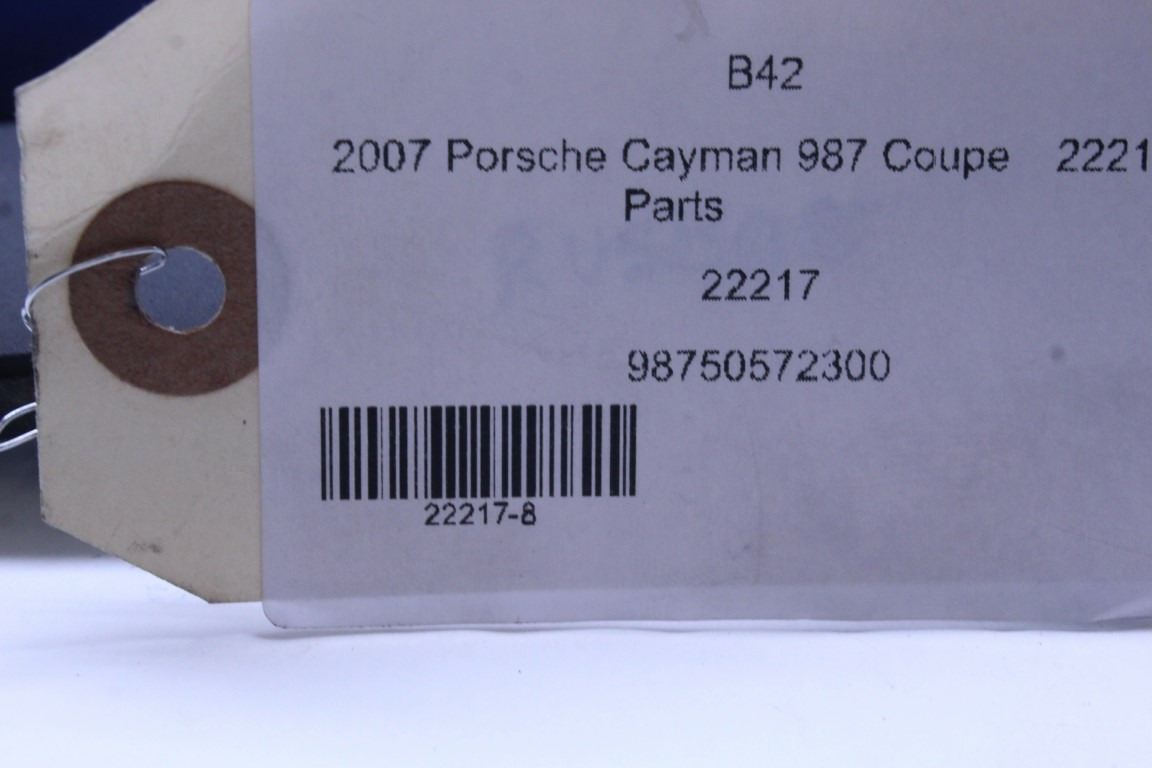 B42
2007 Porsche Cayman 987 Coupe 2221
Parts
22217
98750572300
22217-8